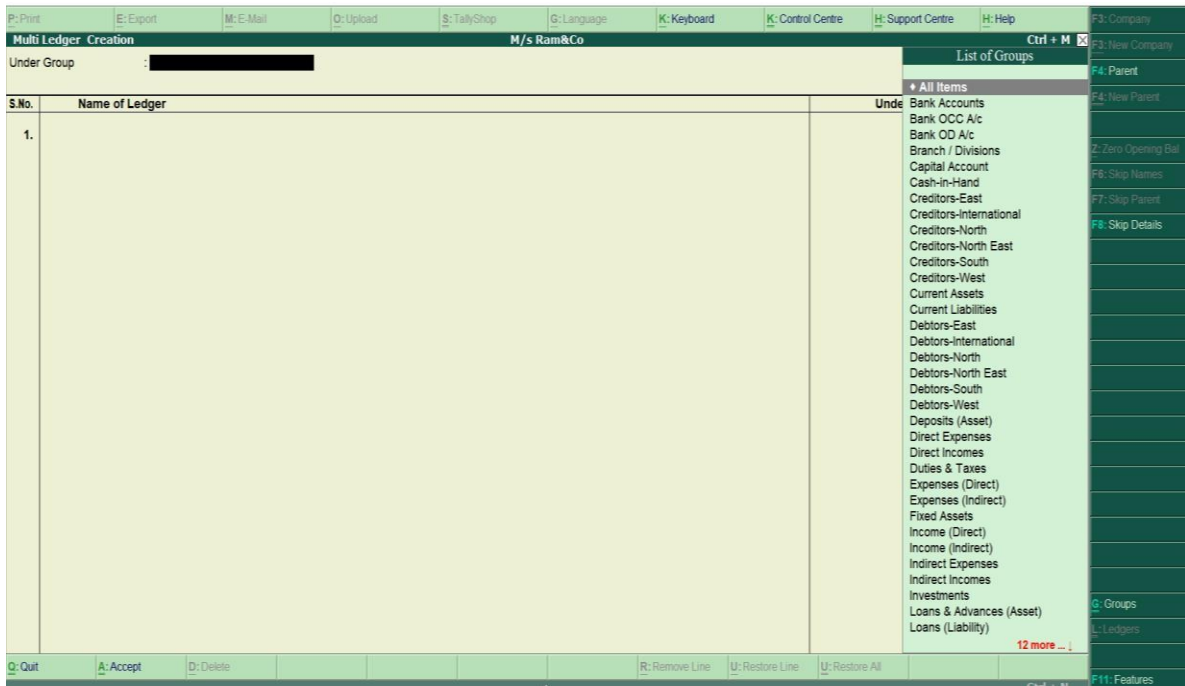 P: Print E: Export M: E-Mail O: Upload S: TallyShop G: Language K: Keyboard K: Control Centre H: Support Centre H: Help
Multi Ledger Creation M/s Ram&Co Ctrl + M
Under Group :
List of Groups
S.No. Name of Ledger Unde
1.
♦ All Items
Bank Accounts
Bank OCC A/c
Bank OD A/c
Branch / Divisions
Capital Account
Cash-in-Hand
Creditors-East
Creditors-International
Creditors-North
Creditors-North East
Creditors-South
Creditors-West
Current Assets
Current Liabilities
Debtors-East
Debtors-International
Debtors-North
Debtors-North East
Debtors-South
Debtors-West
Deposits (Asset)
Direct Expenses
Direct Incomes
Duties & Taxes
Expenses (Direct)
Expenses (Indirect)
Fixed Assets
Income (Direct)
Income (Indirect)
Indirect Expenses
Indirect Incomes
Investments
Loans & Advances (Asset)
Loans (Liability)
12 more ... ↓
F3: Company
F3: New Company
F4: Parent
F4: New Parent
Z: Zero Opening Bal
F6: Skip Names
F7: Skip Parent
F8: Skip Details
G: Groups
L: Ledgers
F11: Features
Q: Quit A: Accept D: Delete R: Remove Line U: Restore Line U: Restore All